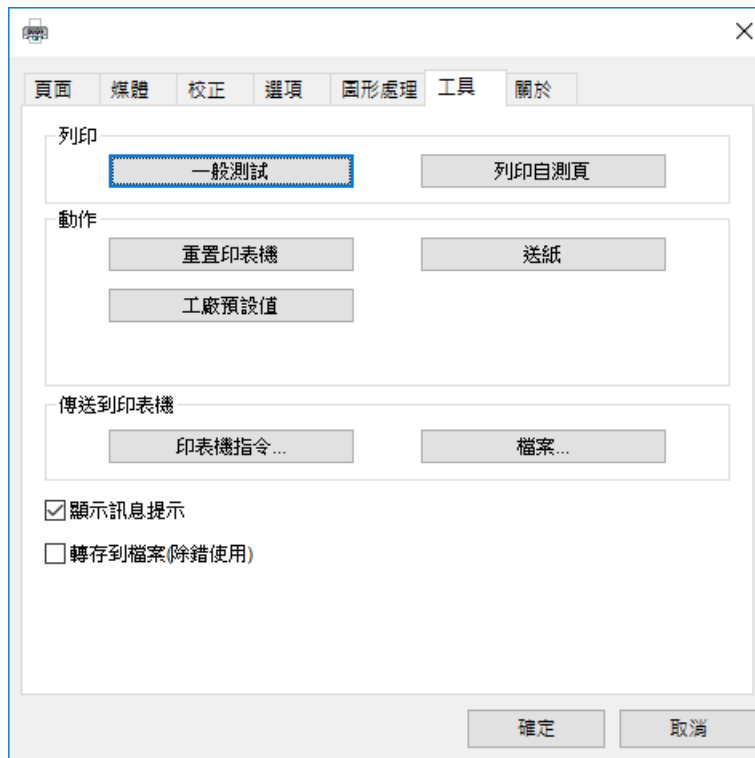 頁面 媒體 校正 選項 圖形處理 工具 關於
列印
一般測試 列印自測頁
動作
重置印表機 送紙
工廠預設值
傳送到印表機
印表機指令... 檔案...
顯示訊息提示
轉存到檔案(除錯使用)
確定 取消